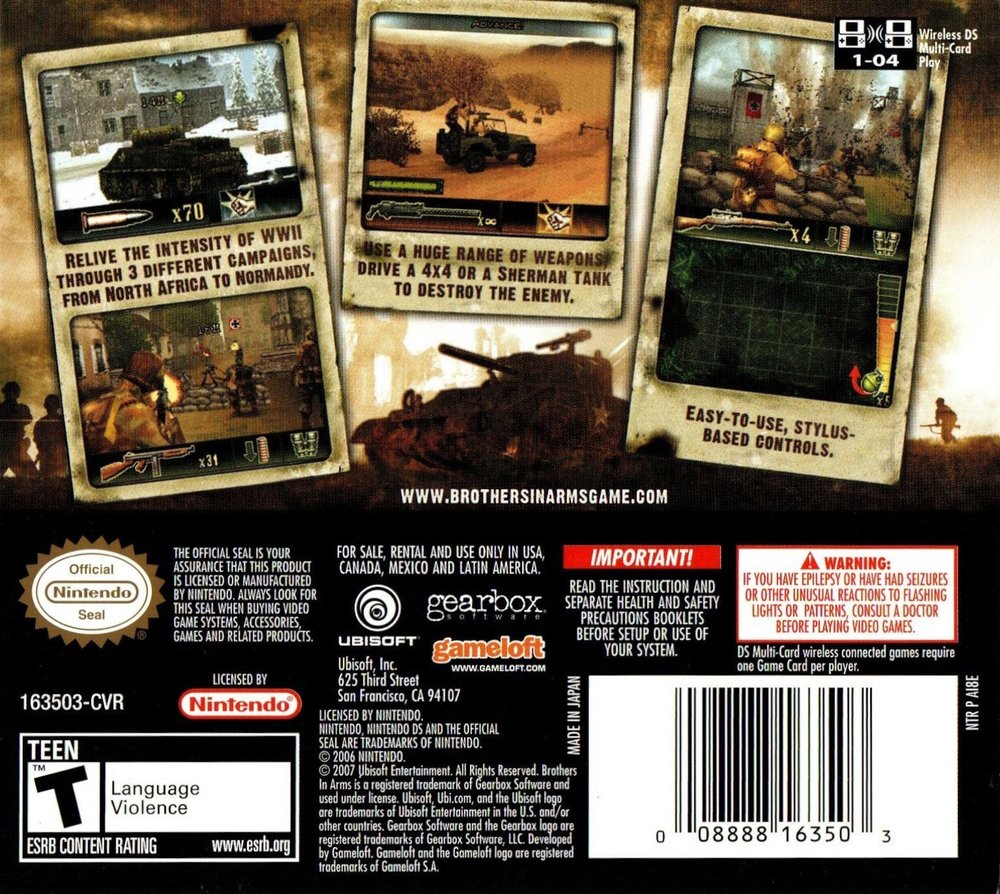 Wireless DS
Multi-Card
Play
1-04
ADVANCE
x70
RELIVE THE INTENSITY OF WWII
THROUGH 3 DIFFERENT CAMPAIGNS,
FROM NORTH AFRICA TO NORMANDY.
x31
x∞
USE A HUGE RANGE OF WEAPONS,
DRIVE A 4X4 OR A SHERMAN TANK
TO DESTROY THE ENEMY.
x4
x5
EASY-TO-USE, STYLUS-
BASED CONTROLS.
WWW.BROTHERSINARMSGAME.COM
Official
Nintendo
Seal
®
THE OFFICIAL SEAL IS YOUR
ASSURANCE THAT THIS PRODUCT
IS LICENSED OR MANUFACTURED
BY NINTENDO. ALWAYS LOOK FOR
THIS SEAL WHEN BUYING VIDEO
GAME SYSTEMS, ACCESSORIES,
GAMES AND RELATED PRODUCTS.
163503-CVR
LICENSED BY
Nintendo®
TEEN
T
TM
Language
Violence
ESRB CONTENT RATING www.esrb.org
FOR SALE, RENTAL AND USE ONLY IN USA,
CANADA, MEXICO AND LATIN AMERICA.
UBISOFT
gearbox
software
gameloft
WWW.GAMELOFT.COM
Ubisoft, Inc.
625 Third Street
San Francisco, CA 94107
LICENSED BY NINTENDO.
NINTENDO, NINTENDO DS AND THE OFFICIAL
SEAL ARE TRADEMARKS OF NINTENDO.
© 2006 NINTENDO.
© 2007 Ubisoft Entertainment. All Rights Reserved. Brothers
In Arms is a registered trademark of Gearbox Software and
used under license. Ubisoft, Ubi.com, and the Ubisoft logo
are trademarks of Ubisoft Entertainment in the U.S. and/or
other countries. Gearbox Software and the Gearbox logo are
registered trademarks of Gearbox Software, LLC. Developed
by Gameloft. Gameloft and the Gameloft logo are registered
trademarks of Gameloft S.A.
IMPORTANT!
READ THE INSTRUCTION AND
SEPARATE HEALTH AND SAFETY
PRECAUTIONS BOOKLETS
BEFORE SETUP OR USE OF
YOUR SYSTEM.
WARNING:
IF YOU HAVE EPILEPSY OR HAVE HAD SEIZURES
OR OTHER UNUSUAL REACTIONS TO FLASHING
LIGHTS OR PATTERNS, CONSULT A DOCTOR
BEFORE PLAYING VIDEO GAMES.
DS Multi-Card wireless connected games require
one Game Card per player.
MADE IN JAPAN
NTR P AI8E
0 08888 16350 3